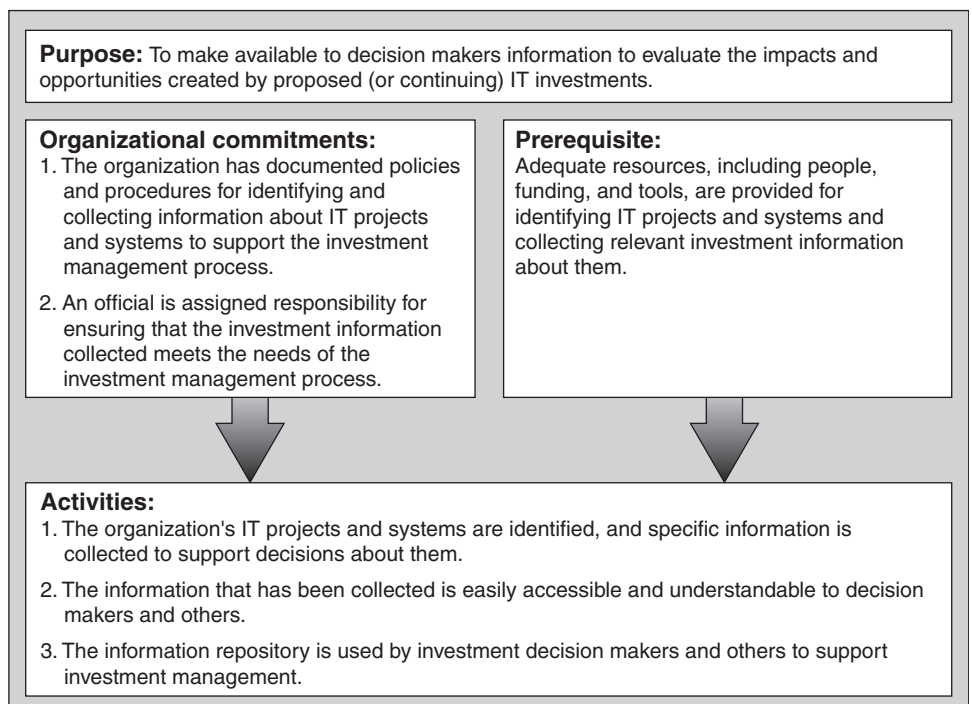 Purpose: To make available to decision makers information to evaluate the impacts and
opportunities created by proposed (or continuing) IT investments.
Organizational commitments:
1. The organization has documented policies
and procedures for identifying and
collecting information about IT projects
and systems to support the investment
management process.
2. An official is assigned responsibility for
ensuring that the investment information
collected meets the needs of the
investment management process.
Prerequisite:
Adequate resources, including people,
funding, and tools, are provided for
identifying IT projects and systems and
collecting relevant investment information
about them.
Activities:
1. The organization's IT projects and systems are identified, and specific information is
collected to support decisions about them.
2. The information that has been collected is easily accessible and understandable to decision
makers and others.
3. The information repository is used by investment decision makers and others to support
investment management.